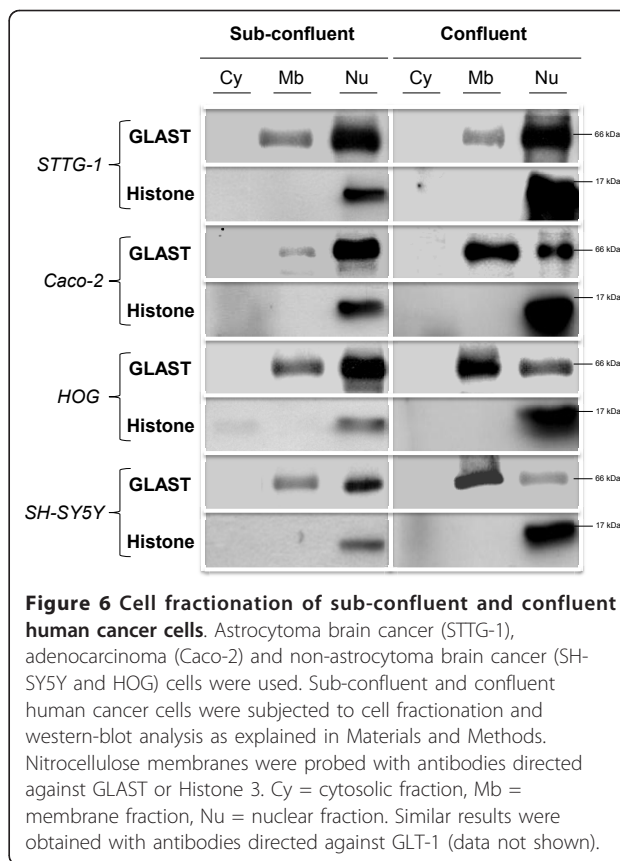 Sub-confluent Confluent
Cy Mb Nu Cy Mb Nu
STTG-1
GLAST 66 kDa
Histone 17 kDa
Caco-2
GLAST 66 kDa
Histone 17 kDa
HOG
GLAST 66 kDa
Histone 17 kDa
SH-SY5Y
GLAST 66 kDa
Histone 17 kDa
Figure 6 Cell fractionation of sub-confluent and confluent
human cancer cells. Astrocytoma brain cancer (STTG-1),
adenocarcinoma (Caco-2) and non-astrocytoma brain cancer (SH-
SY5Y and HOG) cells were used. Sub-confluent and confluent
human cancer cells were subjected to cell fractionation and
western-blot analysis as explained in Materials and Methods.
Nitrocellulose membranes were probed with antibodies directed
against GLAST or Histone 3. Cy = cytosolic fraction, Mb =
membrane fraction, Nu = nuclear fraction. Similar results were
obtained with antibodies directed against GLT-1 (data not shown).